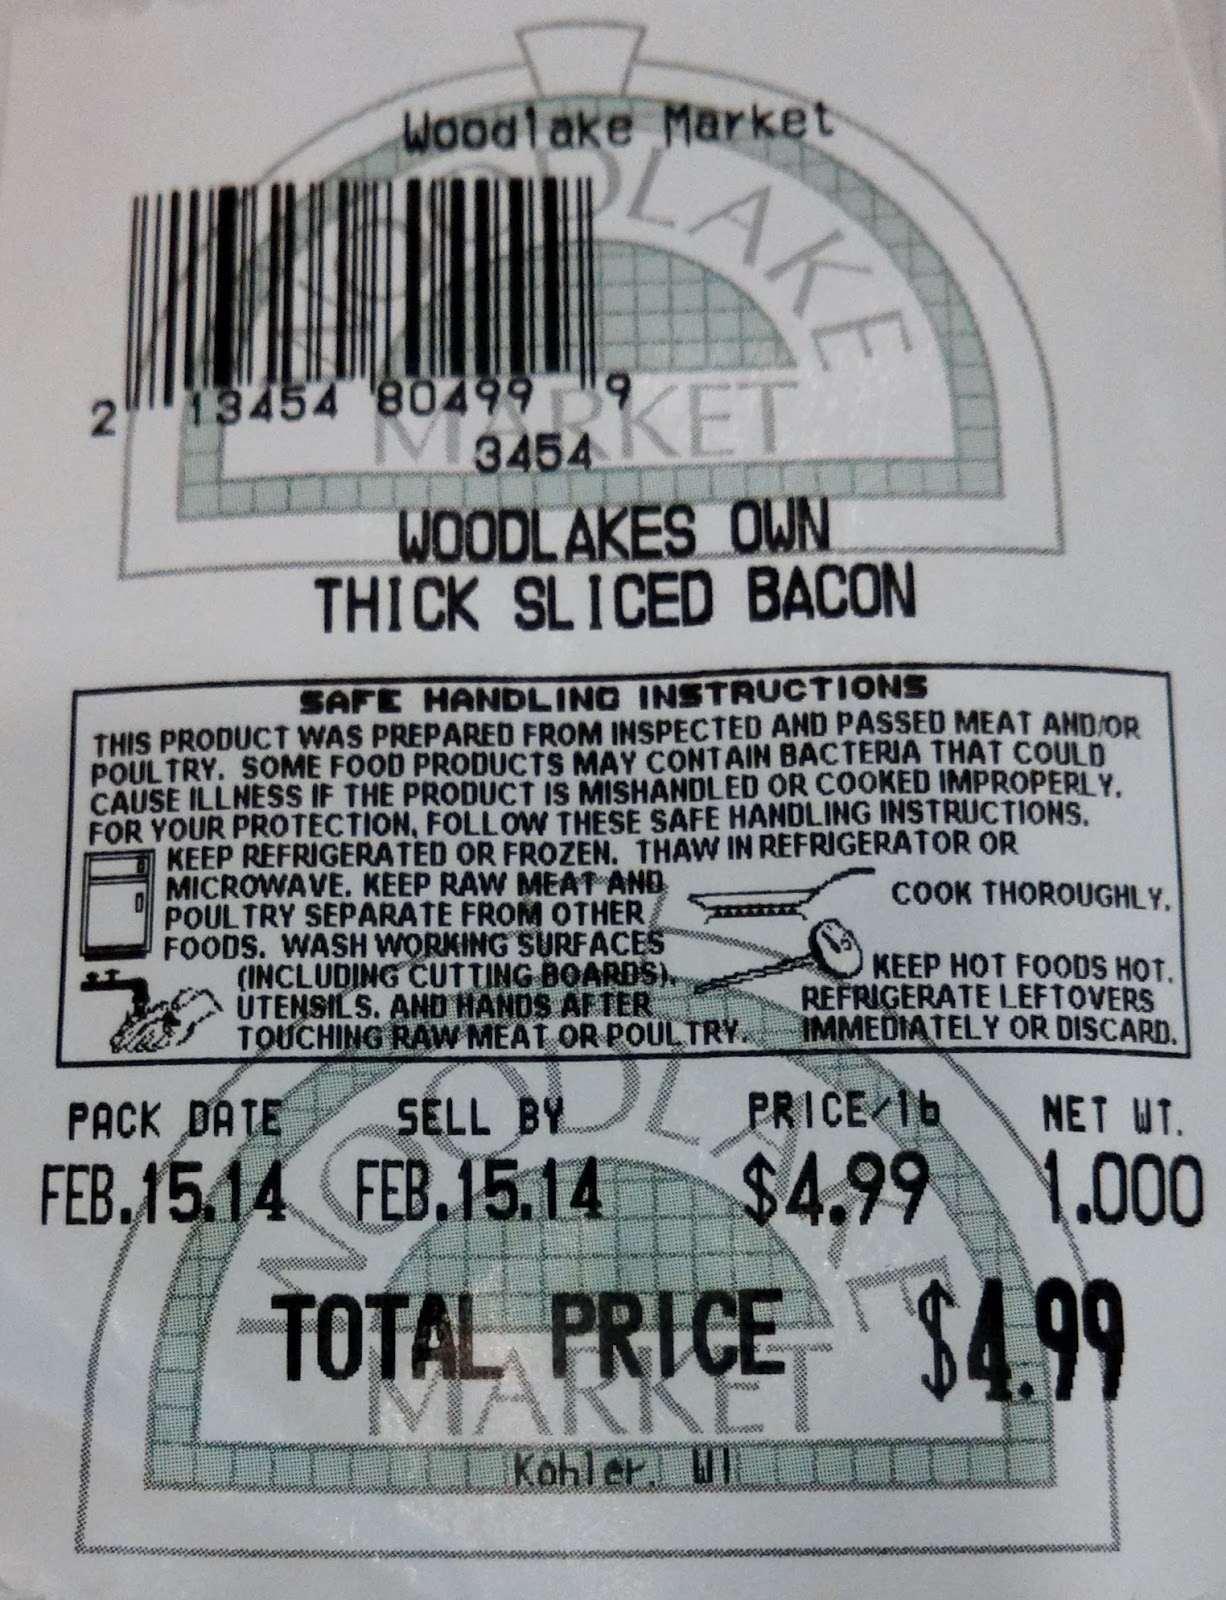 Woodlake Market
WOODLAKE
MARKET
2 13454 80499 9
3454
WOODLAKES OWN
THICK SLICED BACON
SAFE HANDLING INSTRUCTIONS
THIS PRODUCT WAS PREPARED FROM INSPECTED AND PASSED MEAT AND/OR
POULTRY. SOME FOOD PRODUCTS MAY CONTAIN BACTERIA THAT COULD
CAUSE ILLNESS IF THE PRODUCT IS MISHANDLED OR COOKED IMPROPERLY.
FOR YOUR PROTECTION, FOLLOW THESE SAFE HANDLING INSTRUCTIONS.
KEEP REFRIGERATED OR FROZEN. THAW IN REFRIGERATOR OR
MICROWAVE. KEEP RAW MEAT AND
POULTRY SEPARATE FROM OTHER
FOODS. WASH WORKING SURFACES
(INCLUDING CUTTING BOARDS),
UTENSILS, AND HANDS AFTER
TOUCHING RAW MEAT OR POULTRY.
COOK THOROUGHLY.
KEEP HOT FOODS HOT.
REFRIGERATE LEFTOVERS
IMMEDIATELY OR DISCARD.
PACK DATE SELL BY PRICE/lb NET WT.
FEB.15.14 FEB.15.14 $4.99 1.000
WOODLAKE
TOTAL PRICE $4.99
MARKET
Kohler, WI